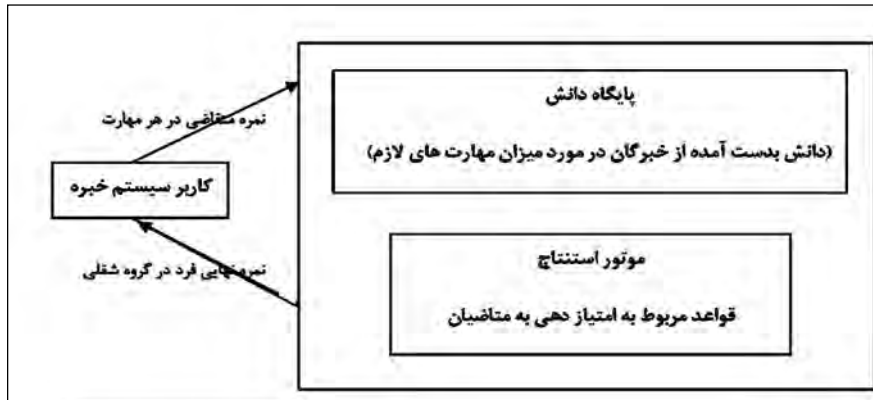 پایگاه دانش
(دانش بدست آمده از خبرگان در مورد میزان مهارت های لازم)
نمره متقاضی در هر مهارت
کاربر سیستم خبره
نمره نهایی فرد در گروه شغلی
موتور استنتاج
قواعد مربوط به امتیاز دهی به متاضیان